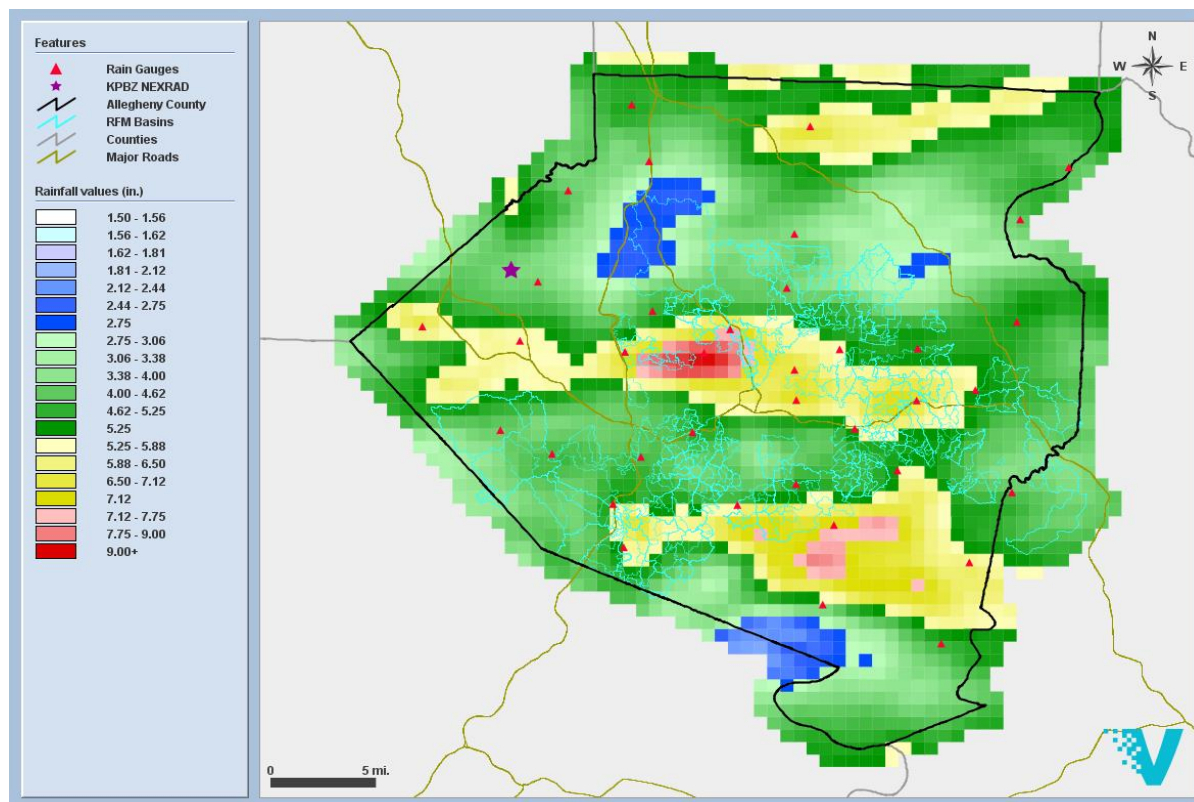 Features
Rain Gauges
KPBZ NEXRAD
Allegheny County
RFM Basins
Counties
Major Roads
Rainfall values (in.)
1.50 - 1.56
1.56 - 1.62
1.62 - 1.81
1.81 - 2.12
2.12 - 2.44
2.44 - 2.75
2.75
2.75 - 3.06
3.06 - 3.38
3.38 - 4.00
4.00 - 4.62
4.62 - 5.25
5.25
5.25 - 5.88
5.88 - 6.50
6.50 - 7.12
7.12
7.12 - 7.75
7.75 - 9.00
9.00+
N
W E
S
0 5 mi.
V